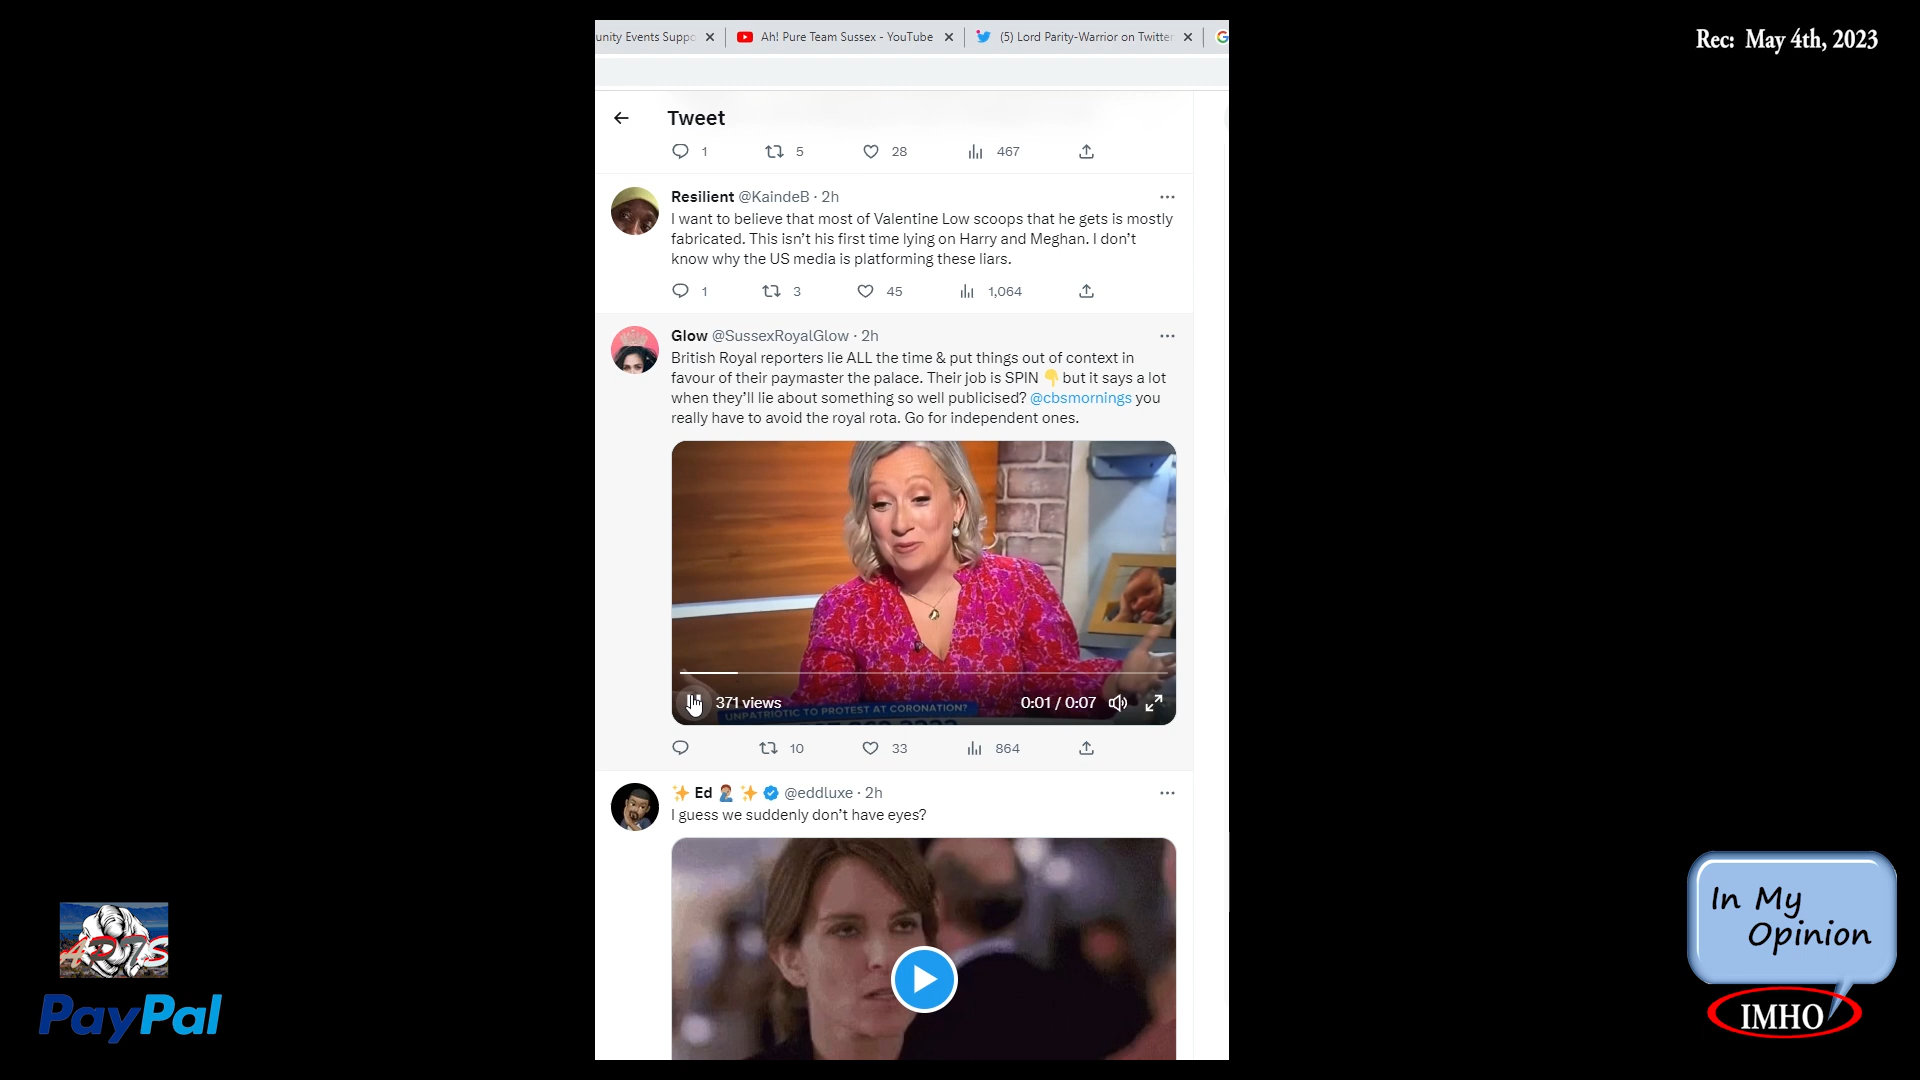 unity Events Suppo
Ah! Pure Team Sussex - YouTube
(5) Lord Parity-Warrior on Twitter
Rec: May 4th, 2023
Tweet
1 5 28 467
Resilient @KaindeB · 2h
I want to believe that most of Valentine Low scoops that he gets is mostly
fabricated. This isn't his first time lying on Harry and Meghan. I don't
know why the US media is platforming these liars.
1 3 45 1,064
Glow @SussexRoyalGlow · 2h
British Royal reporters lie ALL the time & put things out of context in
favour of their paymaster the palace. Their job is SPIN 👇 but it says a lot
when they'll lie about something so well publicised? @cbsmornings you
really have to avoid the royal rota. Go for independent ones.
371 views
0:01 / 0:07
UNPATRIOTIC TO PROTEST AT CORONATION?
10 33 864
✨ Ed 🤦🏽‍♂️ ✨ @eddluxe · 2h
I guess we suddenly don't have eyes?
APTS
PayPal
In My
Opinion
IMHO